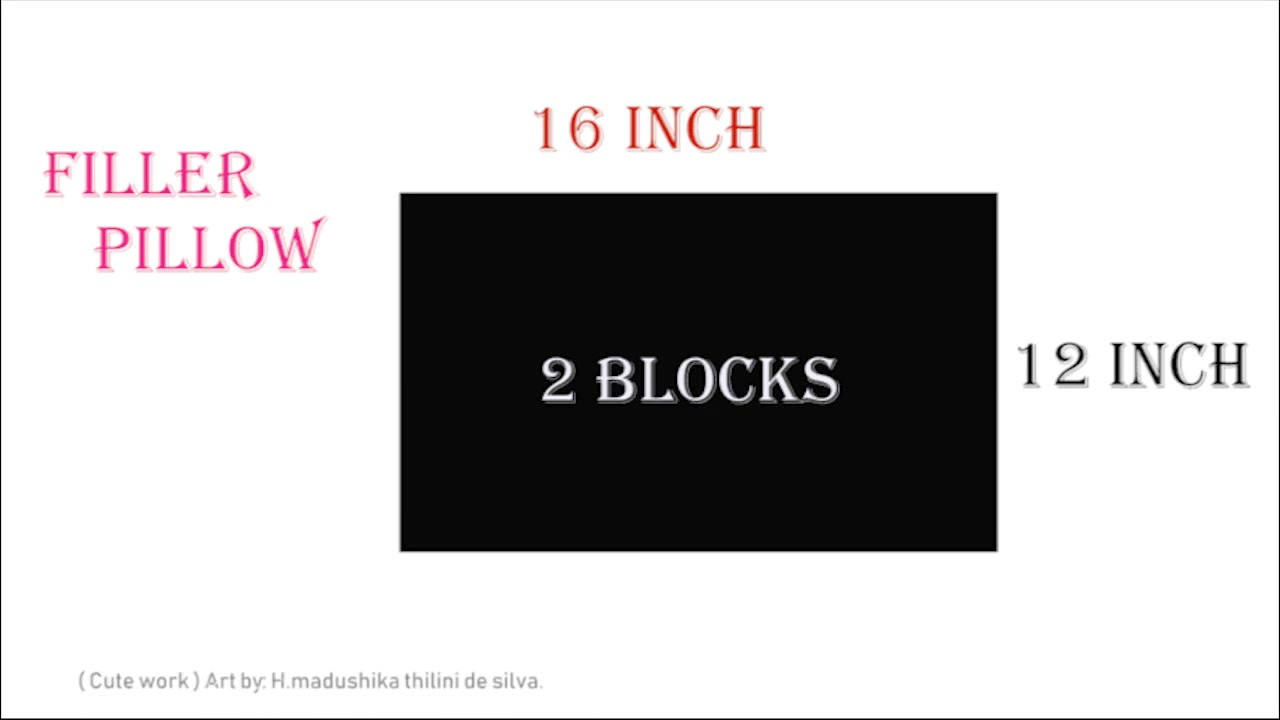 16 INCH
FILLER
PILLOW
2 BLOCKS
12 INCH
( Cute work ) Art by: H.madushika thilini de silva.